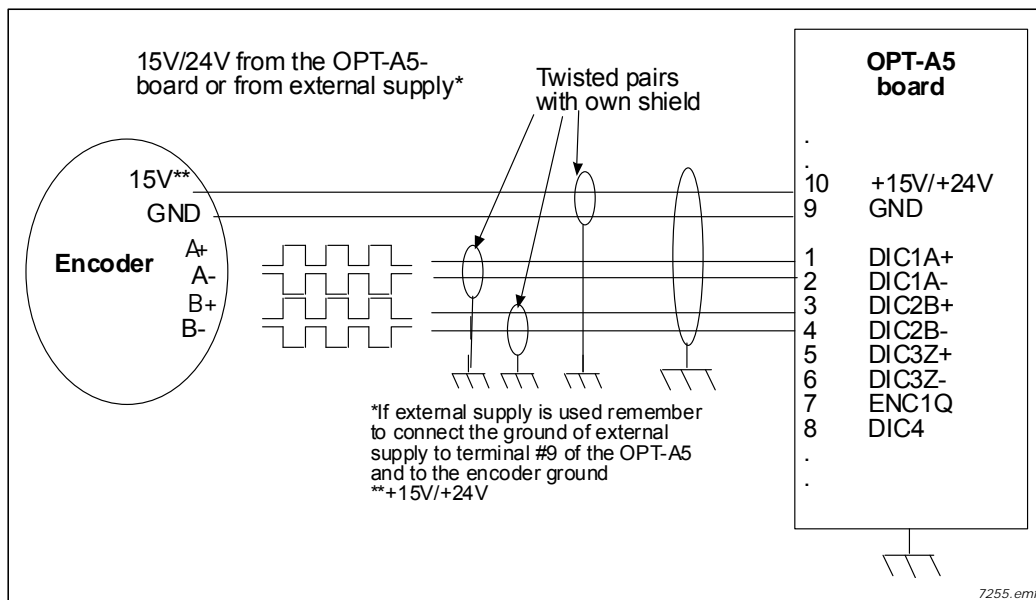 15V/24V from the OPT-A5-
board or from external supply*
Twisted pairs
with own shield
OPT-A5
board
.
.
15V**
GND
A+
A-
B+
B-
Encoder
10 +15V/+24V
9 GND
1 DIC1A+
2 DIC1A-
3 DIC2B+
4 DIC2B-
5 DIC3Z+
6 DIC3Z-
7 ENC1Q
8 DIC4
.
.
*If external supply is used remember
to connect the ground of external
supply to terminal #9 of the OPT-A5
and to the encoder ground
**+15V/+24V
7255.emf